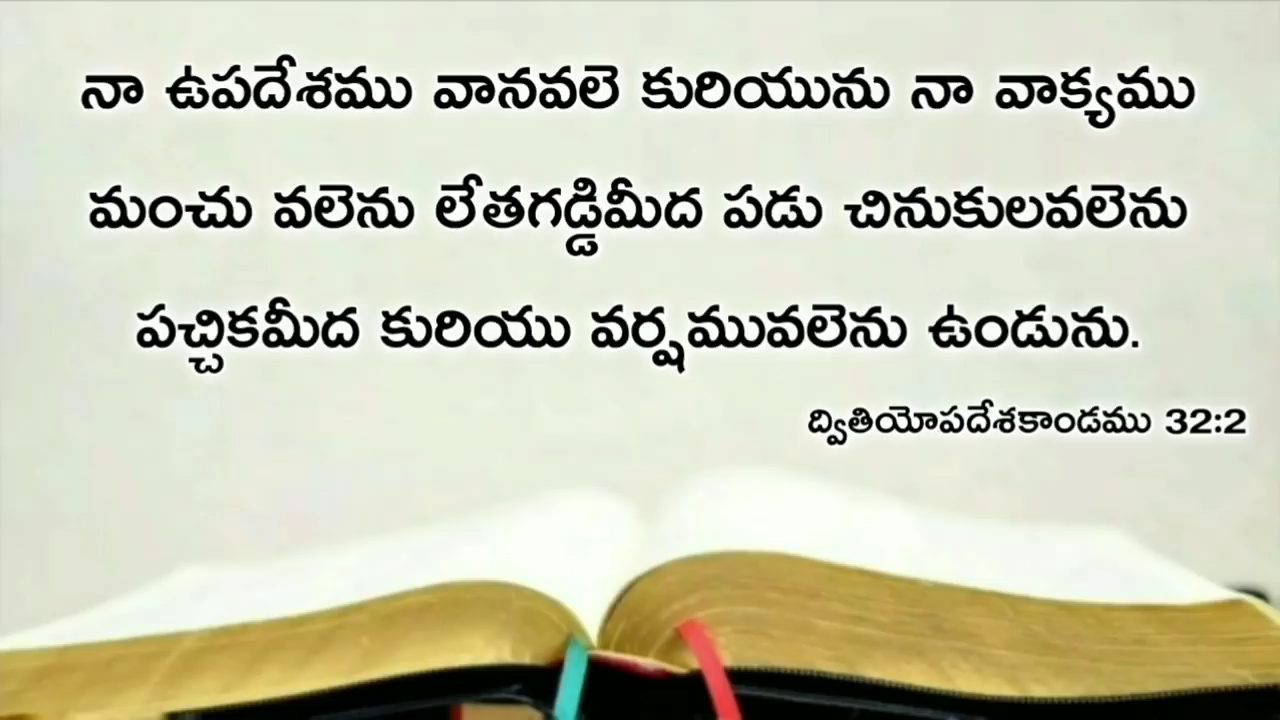 నా ఉపదేశము వానవలె కురియును నా వాక్యము
మంచు వలెను లేతగడ్డిమీద పడు చినుకులవలెను
పచ్చికమీద కురియు వర్షమువలెను ఉండును.
ద్వితియోపదేశకాండము 32:2